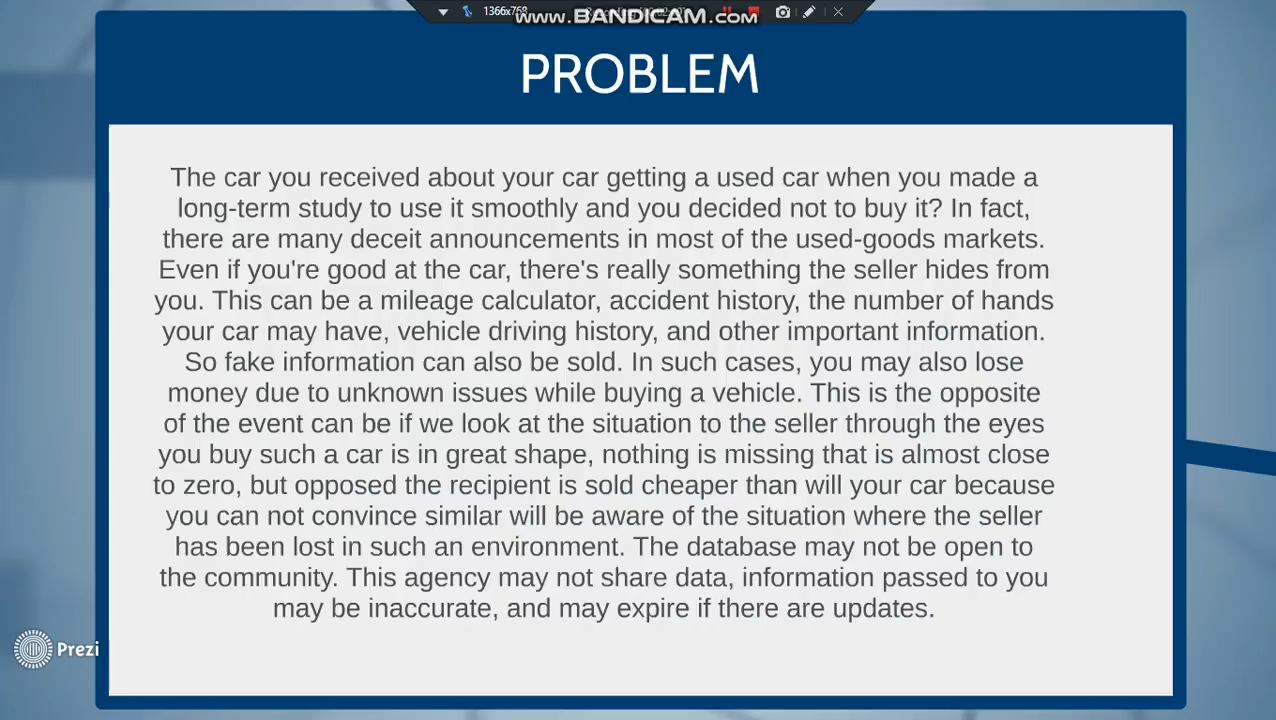 1366x768
www.BANDICAM.com
PROBLEM
The car you received about your car getting a used car when you made a
long-term study to use it smoothly and you decided not to buy it? In fact,
there are many deceit announcements in most of the used-goods markets.
Even if you're good at the car, there's really something the seller hides from
you. This can be a mileage calculator, accident history, the number of hands
your car may have, vehicle driving history, and other important information.
So fake information can also be sold. In such cases, you may also lose
money due to unknown issues while buying a vehicle. This is the opposite
of the event can be if we look at the situation to the seller through the eyes
you buy such a car is in great shape, nothing is missing that is almost close
to zero, but opposed the recipient is sold cheaper than will your car because
you can not convince similar will be aware of the situation where the seller
has been lost in such an environment. The database may not be open to
the community. This agency may not share data, information passed to you
may be inaccurate, and may expire if there are updates.
Prezi